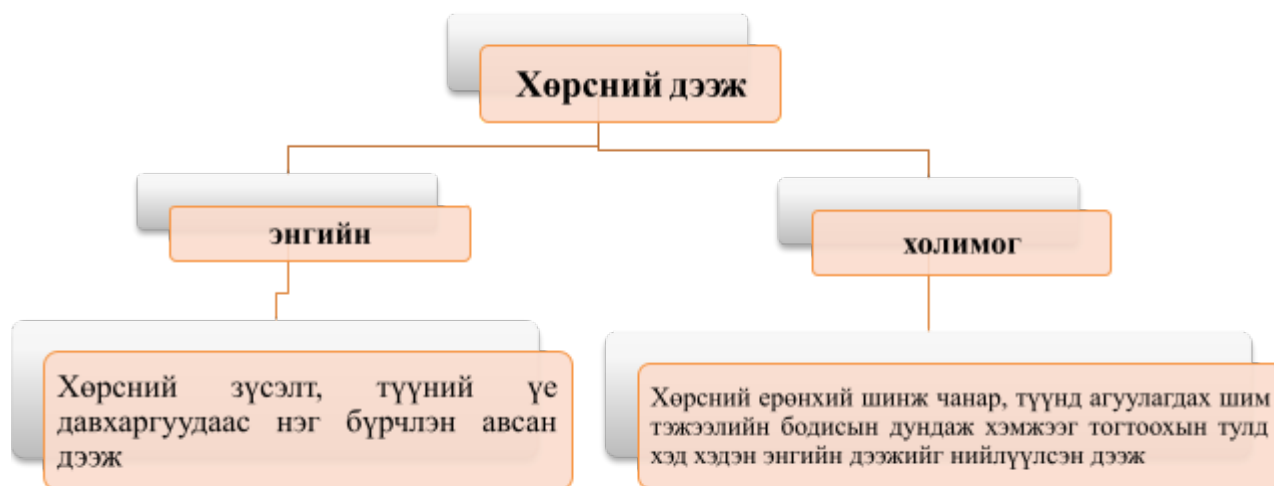 Хөрсний дээж
энгийн
холимог
Хөрсний зүсэлт, түүний үе
давхаргуудаас нэг бүрчлэн авсан
дээж
Хөрсний ерөнхий шинж чанар, түүнд агуулагдах шим
тэжээлийн бодисын дундаж хэмжээг тогтоохын тулд
хэд хэдэн энгийн дээжийг нийлүүлсэн дээж